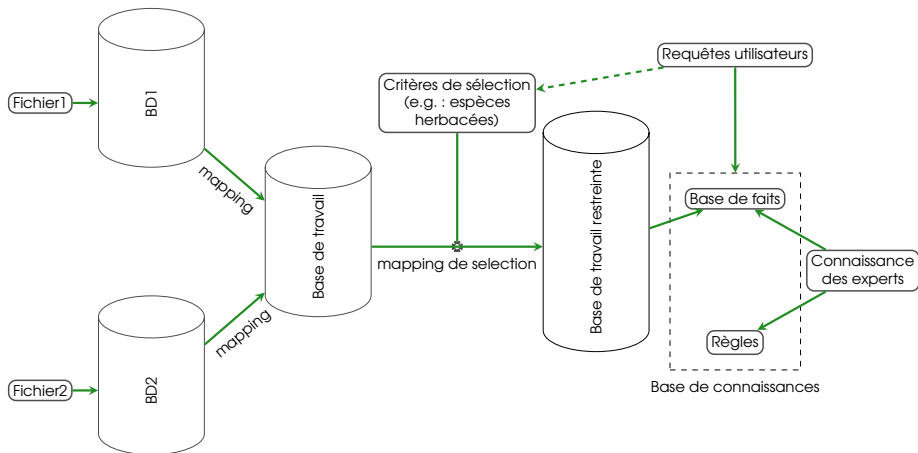 Requêtes utilisateurs
Critères de sélection
(e.g. : espèces
herbacées)
Fichier1
BD1
mapping
Base de travail
mapping de selection
Base de travail restreinte
Base de faits
Connaissance
des experts
Règles
Base de connaissances
mapping
Fichier2
BD2